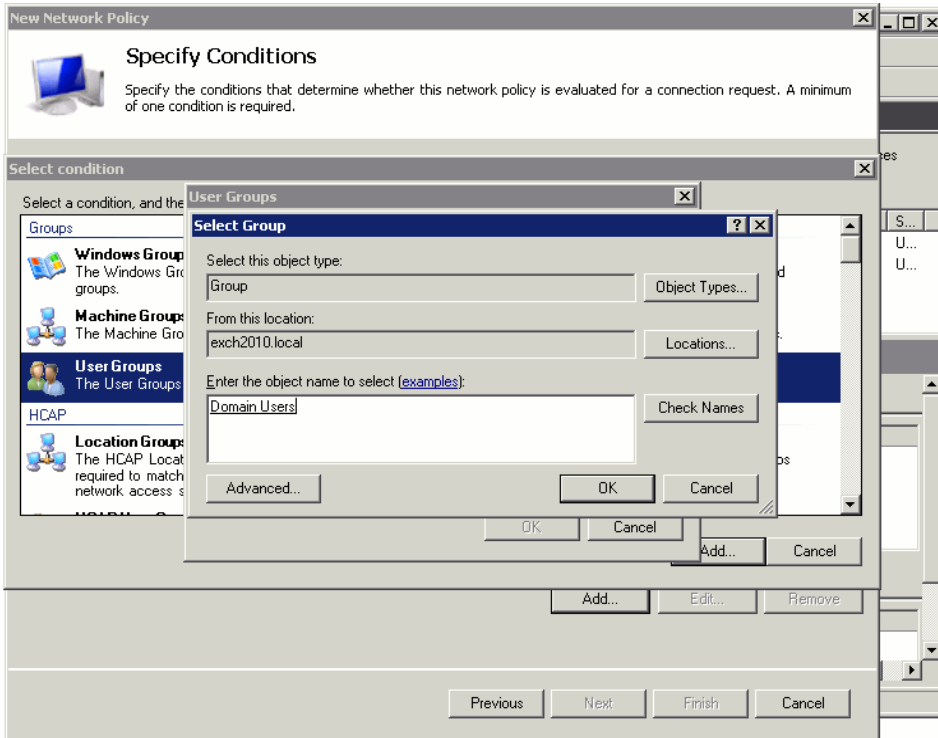 New Network Policy
Specify Conditions
Specify the conditions that determine whether this network policy is evaluated for a connection request. A minimum
of one condition is required.
Select condition
Select a condition, and the
Groups
Windows Group
The Windows Gro
groups.
Machine Groups
The Machine Gro
User Groups
The User Groups
HCAP
Location Groups
The HCAP Locat
required to match
network access s
User Groups
Select Group
Select this object type:
Group
Object Types...
From this location:
exch2010.local
Locations...
Enter the object name to select (examples):
Domain Users
Check Names
Advanced...
OK
Cancel
OK
Cancel
Add...
Cancel
Add...
Edit...
Remove
Previous
Next
Finish
Cancel
S...
U...
U...